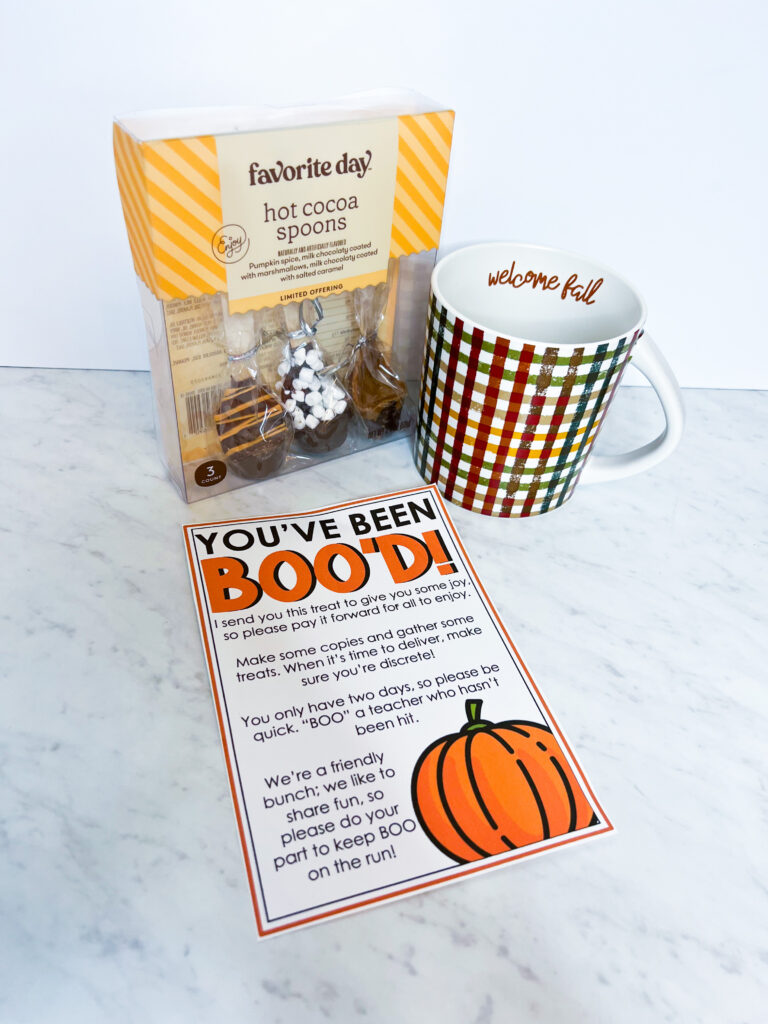 favorite day™
hot cocoa
spoons
NATURALLY AND ARTIFICIALLY FLAVORED
Pumpkin spice, milk chocolaty coated
with marshmallows, milk chocolaty coated
with salted caramel
LIMITED OFFERING
Enjoy
3
COUNT
welcome fall
YOU'VE BEEN
BOO'D!
I send you this treat to give you some joy,
so please pay it forward for all to enjoy.
Make some copies and gather some
treats. When it's time to deliver, make
sure you're discrete!
You only have two days, so please be
quick. "BOO" a teacher who hasn't
been hit.
We're a friendly
bunch; we like to
share fun, so
please do your
part to keep BOO
on the run!